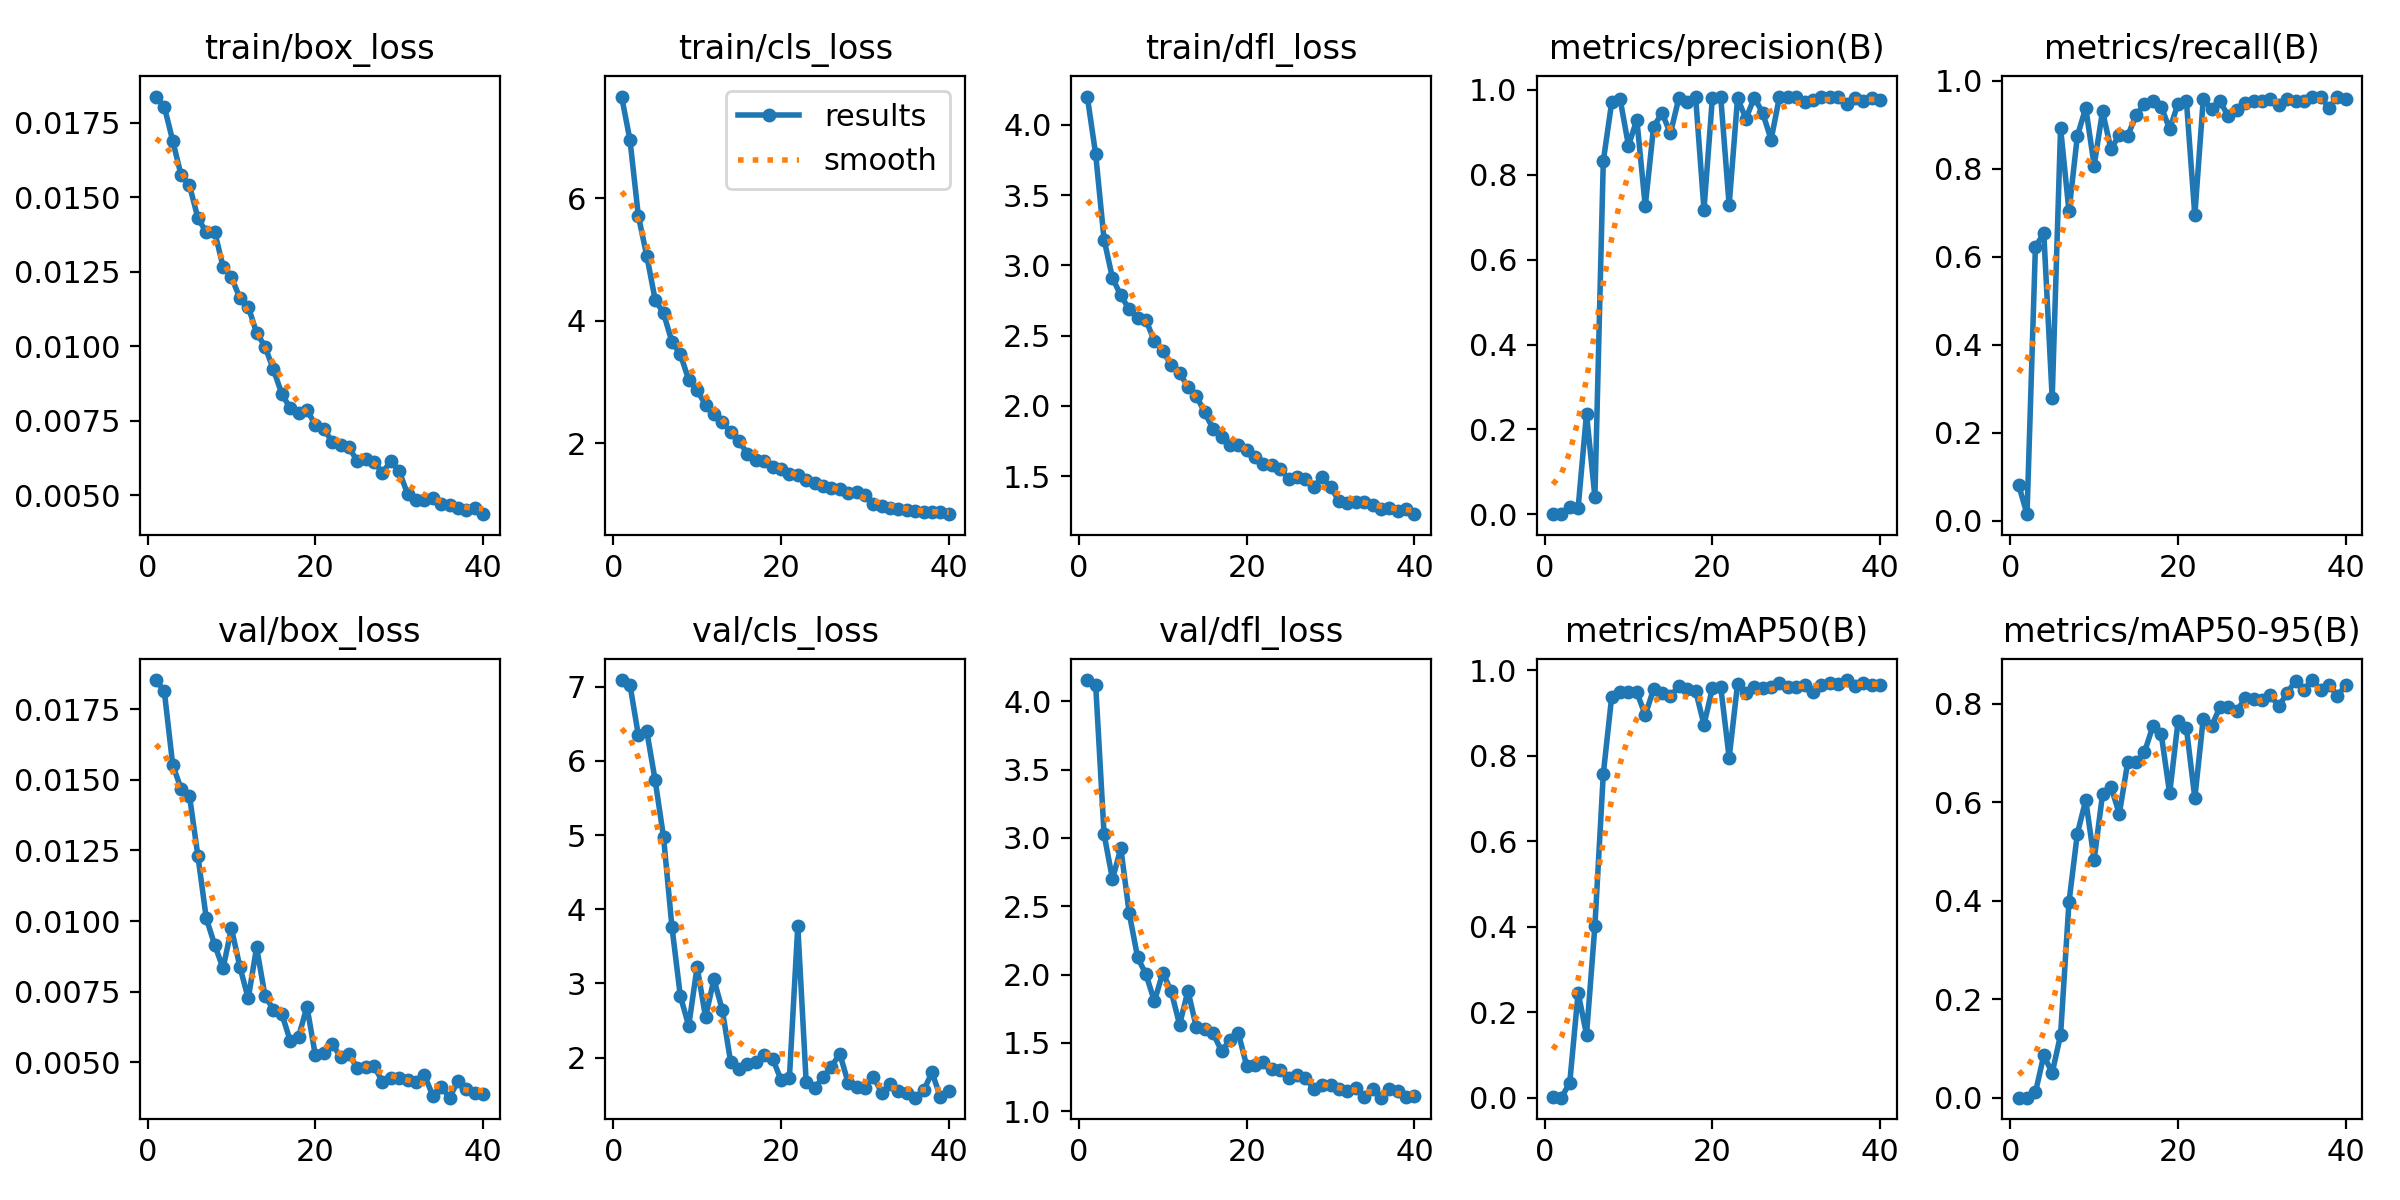 train/box_loss
0.0175
0.0150
0.0125
0.0100
0.0075
0.0050
0 20 40
train/cls_loss
results
smooth
6
4
2
0 20 40
train/dfl_loss
4.0
3.5
3.0
2.5
2.0
1.5
0 20 40
metrics/precision(B)
1.0
0.8
0.6
0.4
0.2
0.0
0 20 40
metrics/recall(B)
1.0
0.8
0.6
0.4
0.2
0.0
0 20 40
val/box_loss
0.0175
0.0150
0.0125
0.0100
0.0075
0.0050
0 20 40
val/cls_loss
7
6
5
4
3
2
0 20 40
val/dfl_loss
4.0
3.5
3.0
2.5
2.0
1.5
1.0
0 20 40
metrics/mAP50(B)
1.0
0.8
0.6
0.4
0.2
0.0
0 20 40
metrics/mAP50-95(B)
0.8
0.6
0.4
0.2
0.0
0 20 40